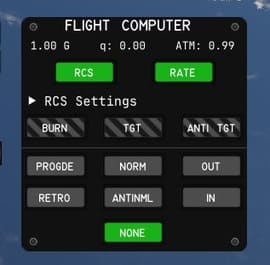 FLIGHT COMPUTER
1.00 G q: 0.00 ATM: 0.99
RCS RATE
RCS Settings
BURN TGT ANTI TGT
PROGDE NORM OUT
RETRO ANTINML IN
NONE